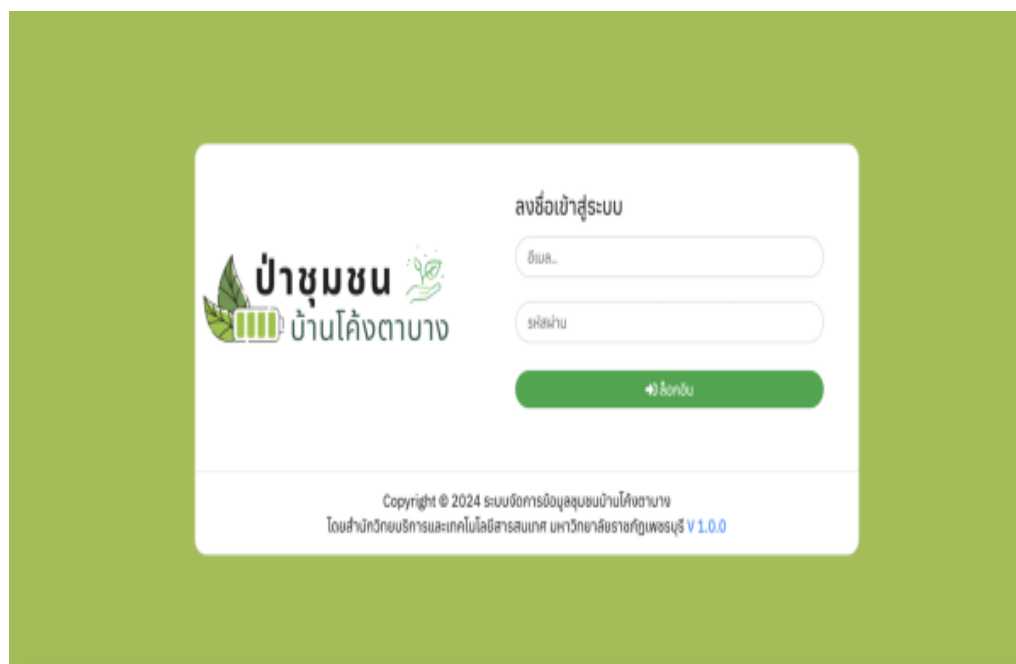 ป่าชุมชน
บ้านโค้งตาบาง
ลงชื่อเข้าสู่ระบบ
อีเมล..
รหัสผ่าน
ล็อกอิน
Copyright © 2024 ระบบจัดการข้อมูลชุมชนบ้านโค้งตาบาง
โดยสำนักวิทยบริการและเทคโนโลยีสารสนเทศ มหาวิทยาลัยราชภัฏเพชรบุรี V 1.0.0